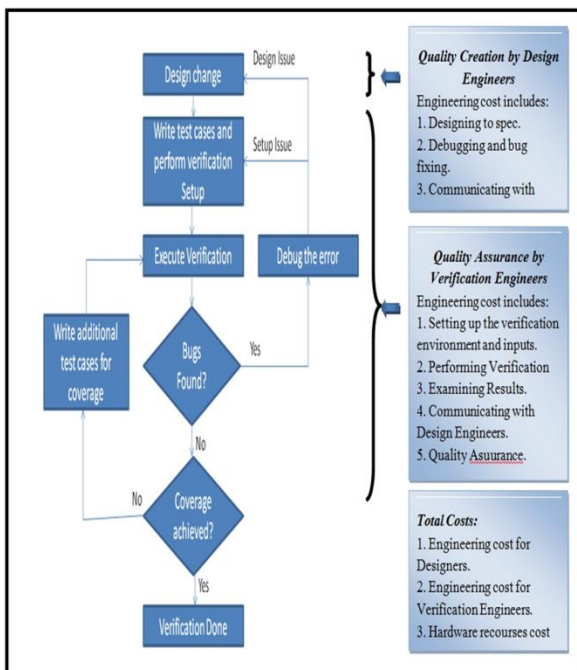 Design change
Design Issue
Write test cases and
perform verification
Setup
Setup Issue
Execute Verification
Debug the error
Write additional
test cases for
coverage
Bugs
Found?
Yes
No
No
Coverage
achieved?
Yes
Verification Done
Quality Creation by Design
Engineers
Engineering cost includes:
1. Designing to spec.
2. Debugging and bug
fixing.
3. Communicating with
Quality Assurance by
Verification Engineers
Engineering cost includes:
1. Setting up the verification
environment and inputs.
2. Performing Verification
3. Examining Results.
4. Communicating with
Design Engineers.
5. Quality Asuurance.
Total Costs:
1. Engineering cost for
Designers.
2. Engineering cost for
Verification Engineers.
3. Hardware recourses cost